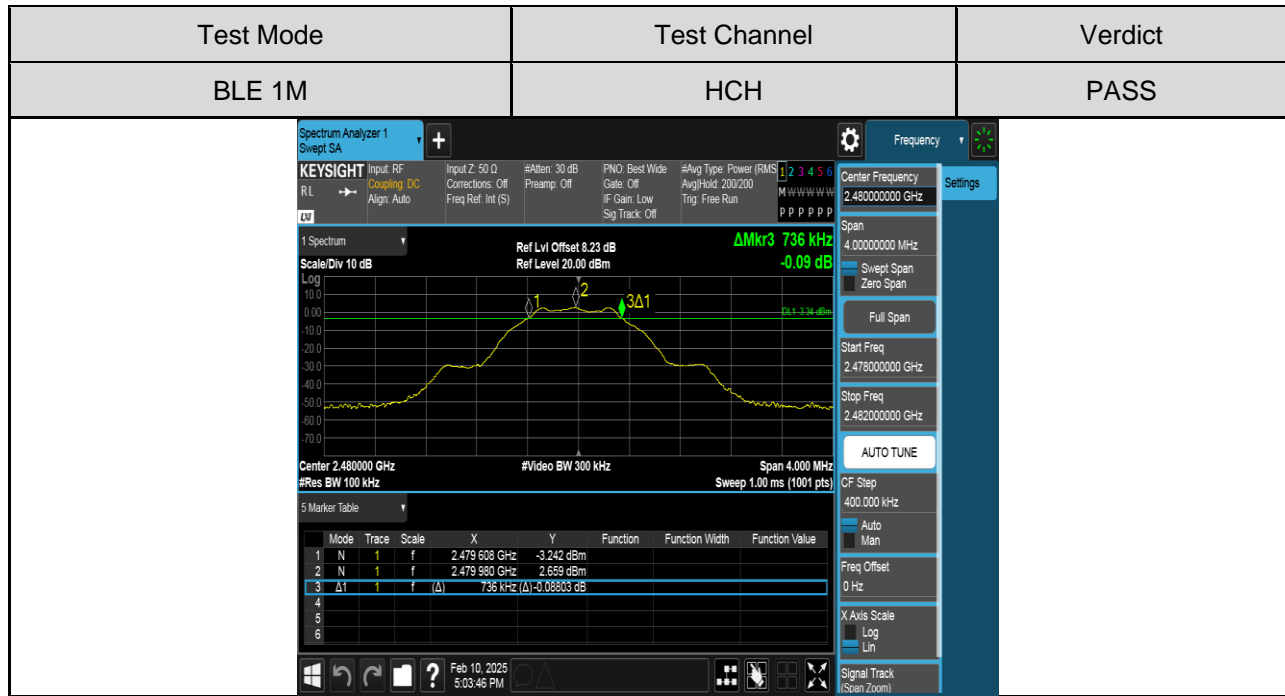 Test Mode Test Channel Verdict
BLE 1M HCH PASS
Spectrum Analyzer 1
Swept SA
+
Frequency
KEYSIGHT
RL
LXI
Input: RF
Coupling: DC
Align: Auto
Input Z: 50 Ω
Corrections: Off
Freq Ref: Int (S)
#Atten: 30 dB
Preamp: Off
PNO: Best Wide
Gate: Off
IF Gain: Low
Sig Track: Off
#Avg Type: Power (RMS
Avg|Hold: 200/200
Trig: Free Run
1 2 3 4 5 6
M W W W W W
P P P P P P
1 Spectrum
Scale/Div 10 dB
Ref Lvl Offset 8.23 dB
Ref Level 20.00 dBm
ΔMkr3 736 kHz
-0.09 dB
Log
10.0
0.00
-10.0
-20.0
-30.0
-40.0
-50.0
-60.0
-70.0
1
2
3Δ1
DL1 -3.34 dBm
Center 2.480000 GHz #Video BW 300 kHz Span 4.000 MHz
#Res BW 100 kHz Sweep 1.00 ms (1001 pts)
5 Marker Table
Mode Trace Scale X Y Function Function Width Function Value
1 N 1 f 2.479 608 GHz -3.242 dBm
2 N 1 f 2.479 980 GHz 2.659 dBm
3 Δ1 1 f (Δ) 736 kHz (Δ) -0.08803 dB
4
5
6
?
Feb 10, 2025
5:03:46 PM
Center Frequency
2.480000000 GHz
Settings
Span
4.00000000 MHz
Swept Span
Zero Span
Full Span
Start Freq
2.478000000 GHz
Stop Freq
2.482000000 GHz
AUTO TUNE
CF Step
400.000 kHz
Auto
Man
Freq Offset
0 Hz
X Axis Scale
Log
Lin
Signal Track
(Span Zoom)